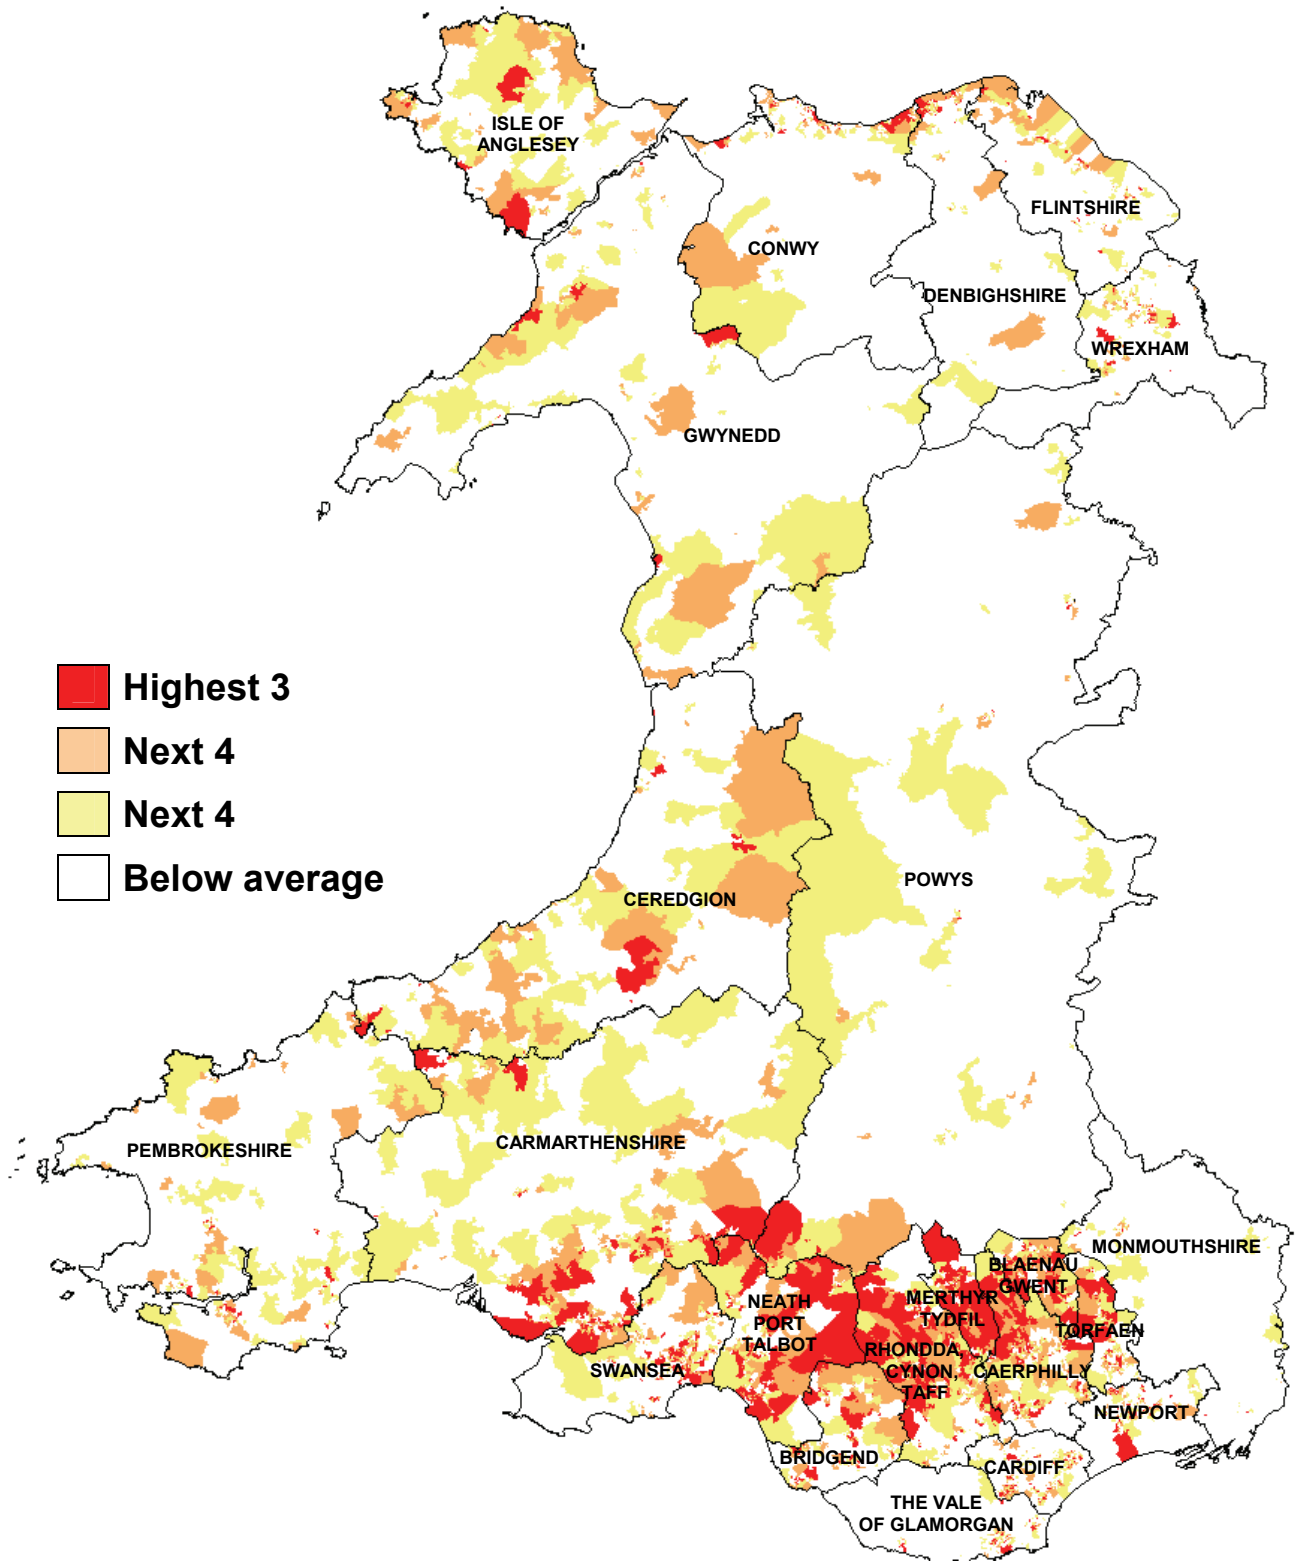 ISLE OF
ANGLESEY
FLINTSHIRE
CONWY
DENBIGHSHIRE
WREXHAM
GWYNEDD
Highest 3
Next 4
Next 4
Below average
POWYS
CEREDGION
PEMBROKESHIRE
CARMARTHENSHIRE
MONMOUTHSHIRE
BLAENAU
GWENT
MERTHYR
TYDFIL
NEATH
PORT
TALBOT
TORFAEN
RHONDDA,
CYNON,
TAFF
CAERPHILLY
SWANSEA
NEWPORT
BRIDGEND
CARDIFF
THE VALE
OF GLAMORGAN